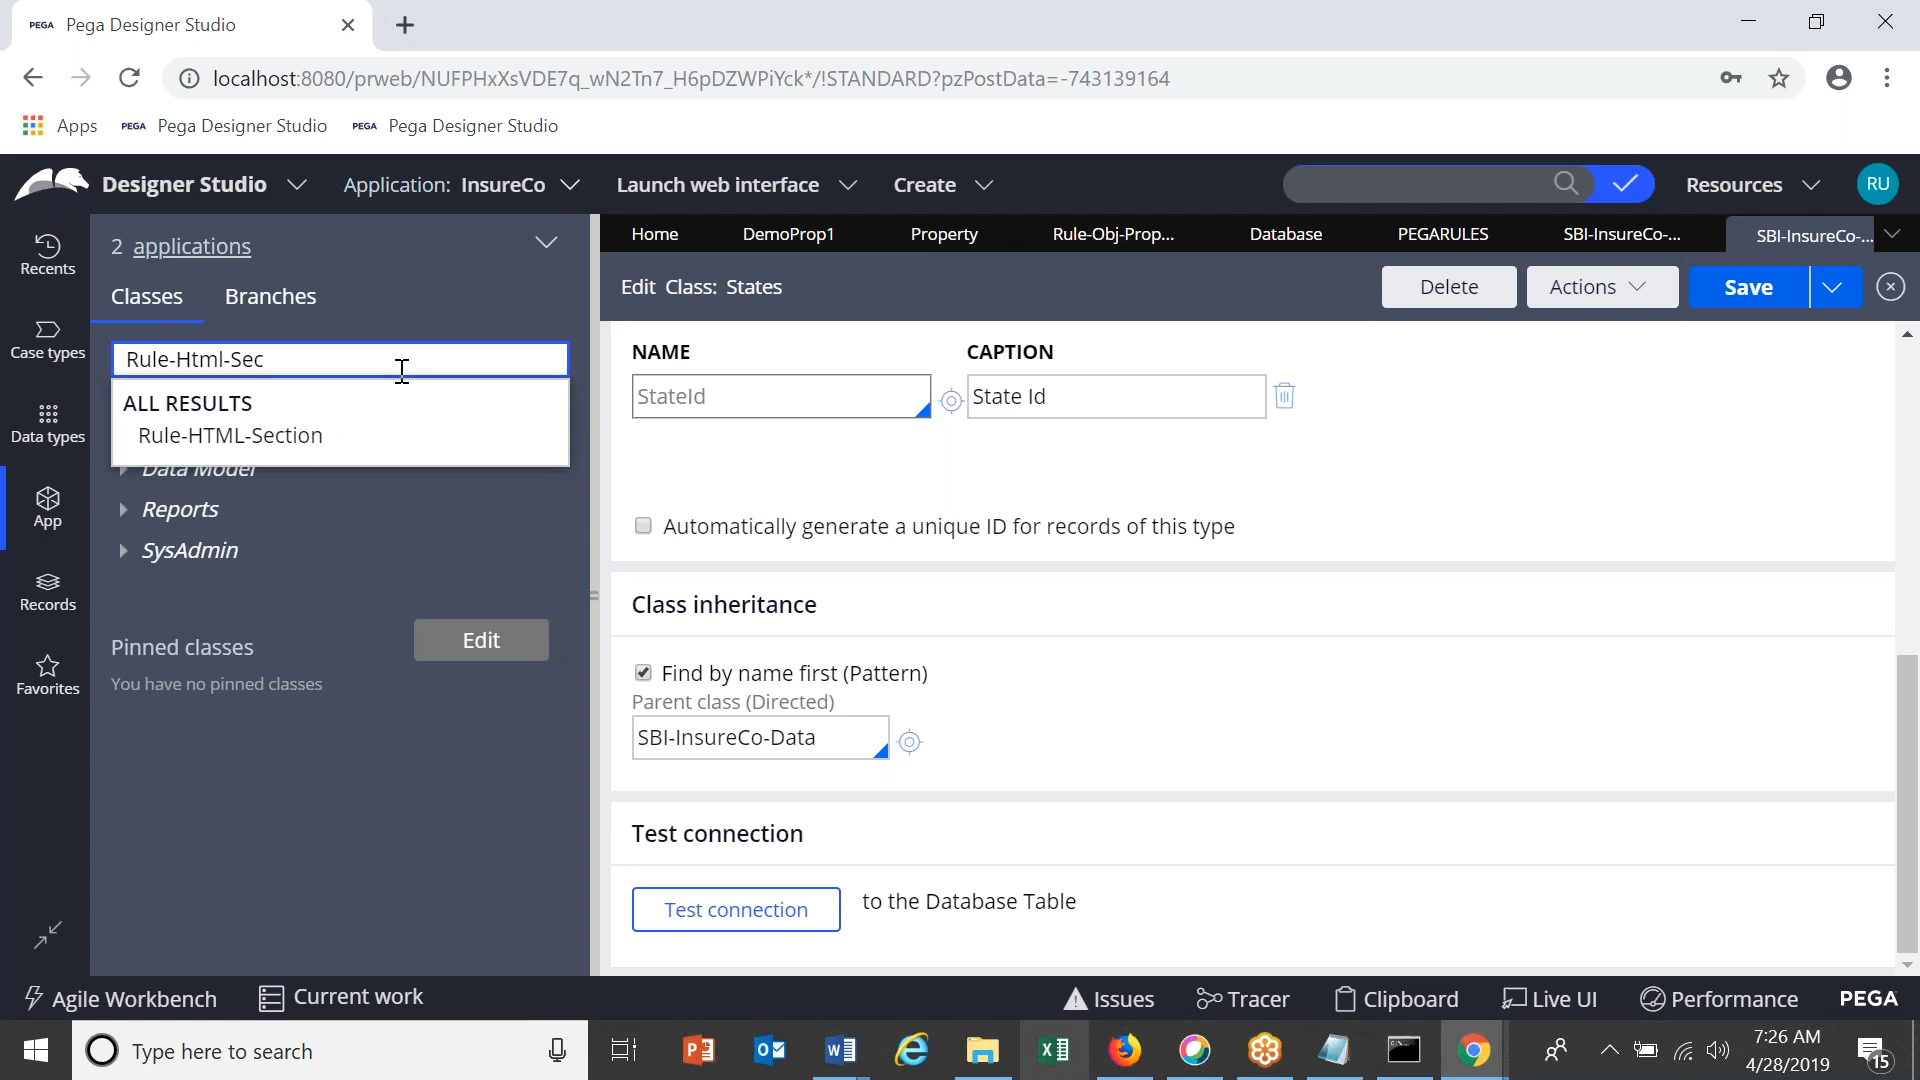 PEGA Pega Designer Studio
localhost:8080/prweb/NUFPHxXsVDE7q_wN2Tn7_H6pDZWPiYck*/!STANDARD?pzPostData=-743139164
Apps PEGA Pega Designer Studio PEGA Pega Designer Studio
Designer Studio Application: InsureCo Launch web interface Create Resources RU
2 applications
Home DemoProp1 Property Rule-Obj-Prop... Database PEGARULES SBI-InsureCo-... SBI-InsureCo-...
Recents
Classes Branches
Edit Class: States Delete Actions Save
Case types
Rule-Html-Sec
ALL RESULTS
Rule-HTML-Section
Data types
Data Model
Reports
SysAdmin
App
Records
Favorites
Pinned classes Edit
You have no pinned classes
NAME CAPTION
StateId State Id
Automatically generate a unique ID for records of this type
Class inheritance
Find by name first (Pattern)
Parent class (Directed)
SBI-InsureCo-Data
Test connection
Test connection to the Database Table
Agile Workbench Current work Issues Tracer Clipboard Live UI Performance PEGA
Type here to search
7:26 AM
4/28/2019
15